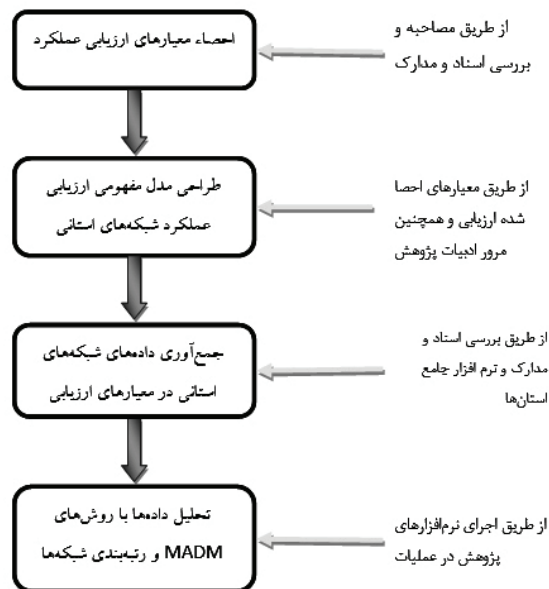 احصاء معیارهای ارزیابی عملکرد
از طریق مصاحبه و
بررسی اسناد و مدارک
طراحی مدل مفهومی ارزیابی
عملکرد شبکه‌های استانی
از طریق معیارهای احصا
شده ارزیابی و همچنین
مرور ادبیات پژوهش
جمع‌آوری داده‌های شبکه‌های
استانی در معیارهای ارزیابی
از طریق بررسی اسناد و
مدارک و ترم افزار جامع
استان‌ها
تحلیل داده‌ها با روش‌های
MADM و رتبه‌بندی شبکه‌ها
از طریق اجرای نرم‌افزارهای
پژوهش در عملیات